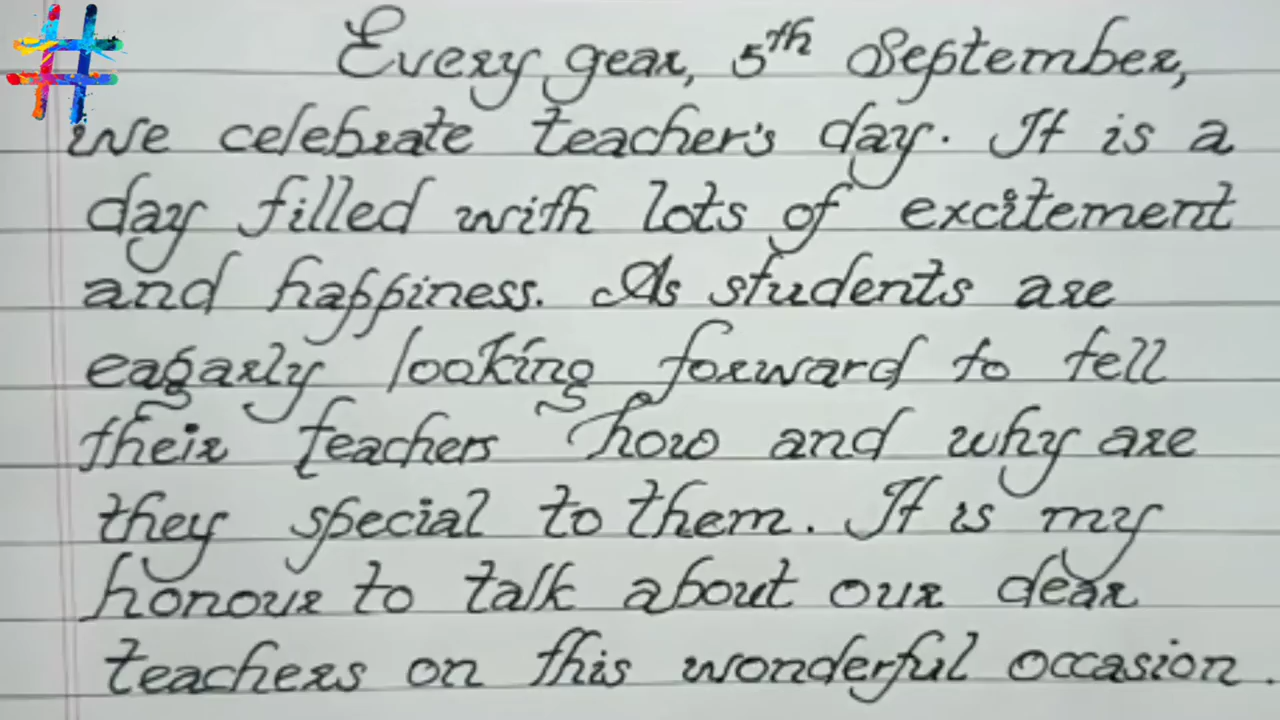 Every year, 5th September,
we celebrate teacher's day. It is a
day filled with lots of excitement
and happiness. As students are
eagarly looking forward to tell
their teachers how and why are
they special to them. It is my
honour to talk about our dear
teachers on this wonderful occasion.